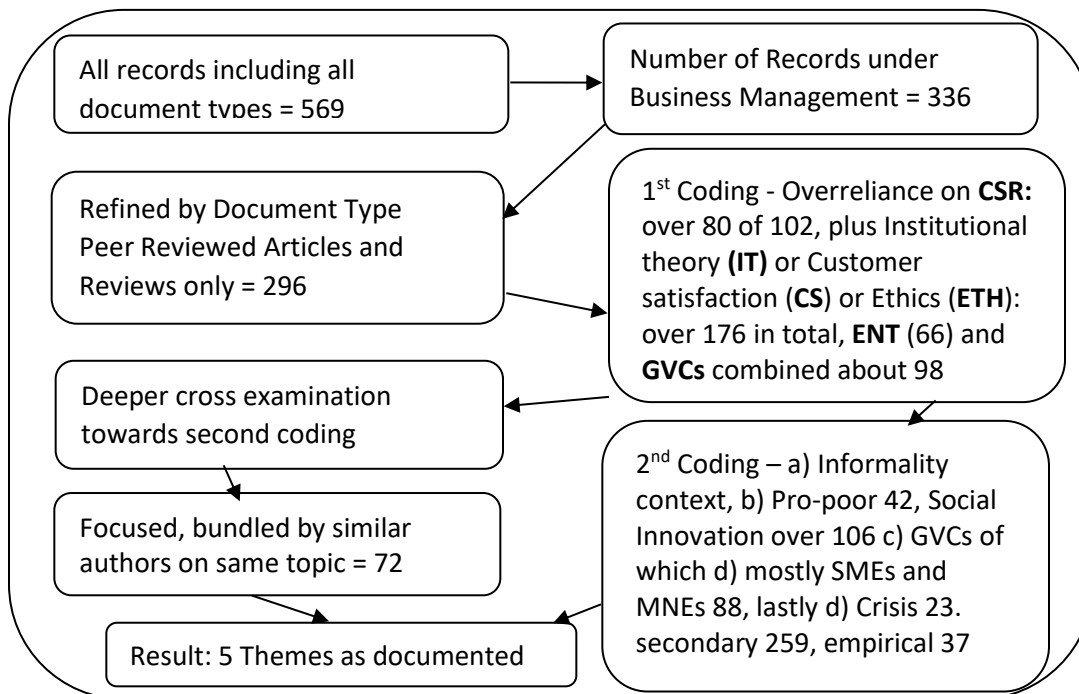 All records including all
document types = 569
Number of Records under
Business Management = 336
Refined by Document Type
Peer Reviewed Articles and
Reviews only = 296
1st Coding - Overreliance on CSR:
over 80 of 102, plus Institutional
theory (IT) or Customer
satisfaction (CS) or Ethics (ETH):
over 176 in total, ENT (66) and
GVCs combined about 98
Deeper cross examination
towards second coding
2nd Coding – a) Informality
context, b) Pro-poor 42, Social
Innovation over 106 c) GVCs of
which d) mostly SMEs and
MNEs 88, lastly d) Crisis 23.
secondary 259, empirical 37
Focused, bundled by similar
authors on same topic = 72
Result: 5 Themes as documented